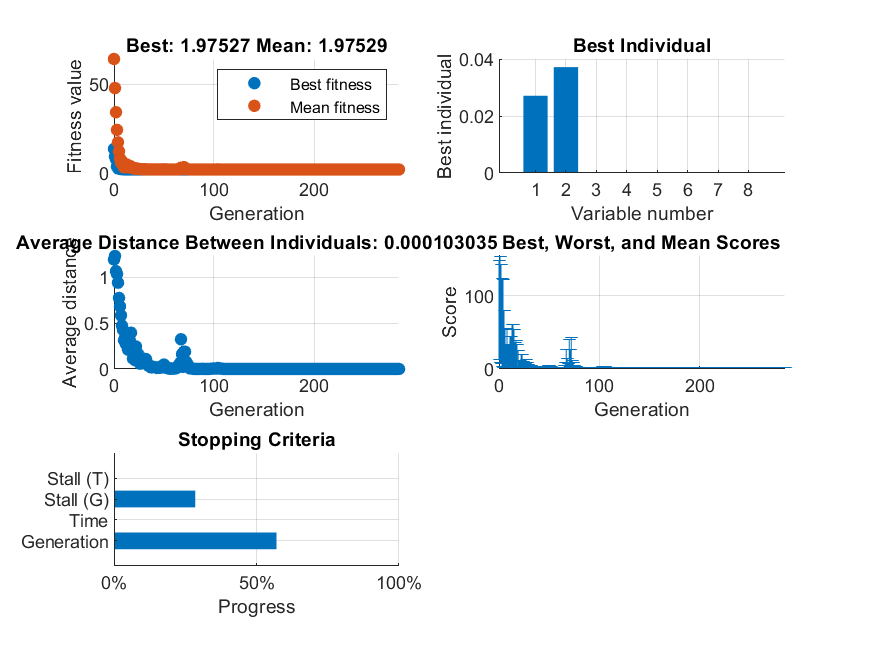 Best: 1.97527 Mean: 1.97529
Fitness value
50
0
0 100 200
Generation
Best fitness
Mean fitness
Best Individual
Best individual
0.04
0.02
0
1 2 3 4 5 6 7 8
Variable number
Average Distance Between Individuals: 0.000103035
Average distance
1
0.5
0
0 100 200
Generation
Best, Worst, and Mean Scores
Score
100
0
0 100 200
Generation
Stopping Criteria
Stall (T)
Stall (G)
Time
Generation
0% 50% 100%
Progress